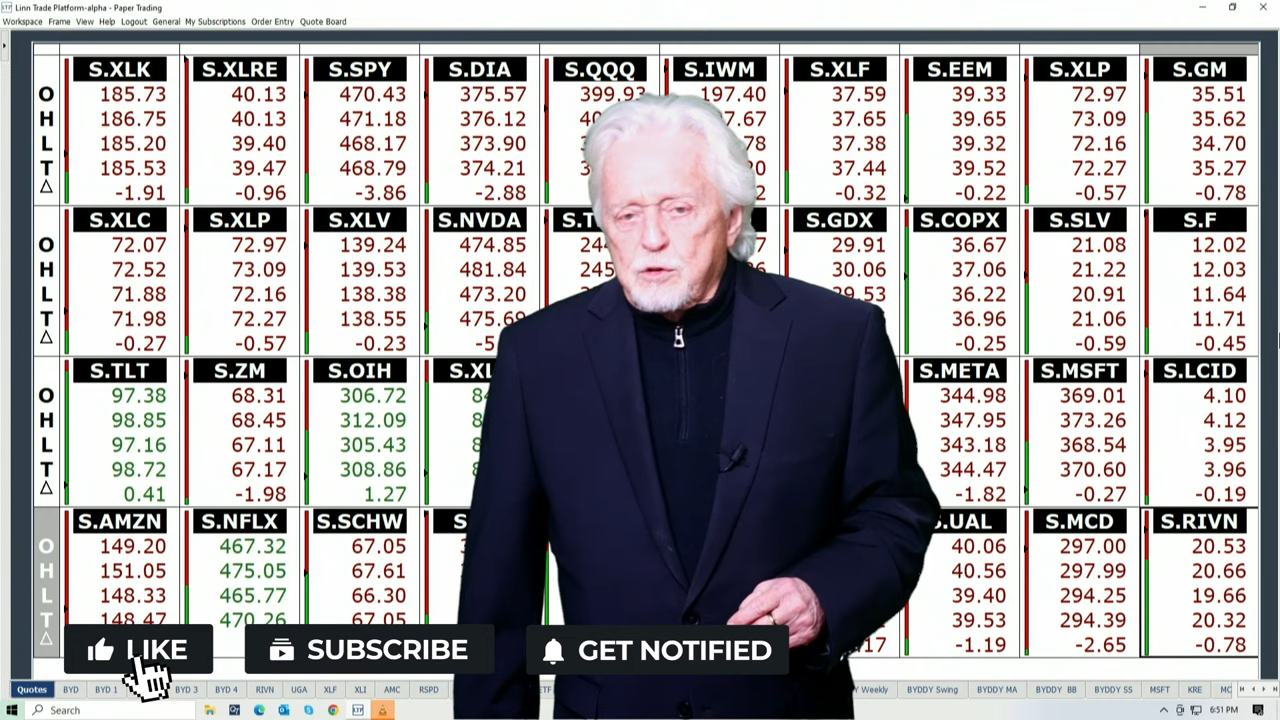 Linn Trade Platform-alpha - Paper Trading
Workspace Frame View Help Logout General My Subscriptions Order Entry Quote Board
S.XLK S.XLRE S.SPY S.DIA S.QQQ S.IWM S.XLF S.EEM S.XLP S.GM
O 185.73 40.13 470.43 375.57 399.93 197.40 37.59 39.33 72.97 35.51
H 186.75 40.13 471.18 376.12 37.65 39.65 73.09 35.62
L 185.20 39.40 468.17 373.90 37.38 39.32 72.16 34.70
T 185.53 39.47 468.79 374.21 37.44 39.52 72.27 35.27
△ -1.91 -0.96 -3.86 -2.88 -0.32 -0.22 -0.57 -0.78
S.XLC S.XLP S.XLV S.NVDA S.GDX S.COPX S.SLV S.F
O 72.07 72.97 139.24 474.85 29.91 36.67 21.08 12.02
H 72.52 73.09 139.53 481.84 30.06 37.06 21.22 12.03
L 71.88 72.16 138.38 473.20 29.53 36.22 20.91 11.64
T 71.98 72.27 138.55 475.69 36.96 21.06 11.71
△ -0.27 -0.57 -0.23 -0.25 -0.59 -0.45
S.TLT S.ZM S.OIH S.META S.MSFT S.LCID
O 97.38 68.31 306.72 344.98 369.01 4.10
H 98.85 68.45 312.09 347.95 373.26 4.12
L 97.16 67.11 305.43 343.18 368.54 3.95
T 98.72 67.17 308.86 344.47 370.60 3.96
△ 0.41 -1.98 1.27 -1.82 -0.27 -0.19
S.AMZN S.NFLX S.SCHW S.UAL S.MCD S.RIVN
O 149.20 467.32 67.05 40.06 297.00 20.53
H 151.05 475.05 67.61 40.56 297.99 20.66
L 148.33 465.77 66.30 39.40 294.25 19.66
T 148.47 470.26 67.05 39.53 294.39 20.32
△ -1.19 -2.65 -0.78
LIKE SUBSCRIBE GET NOTIFIED
Quotes BYD BYD 1 BYD 3 BYD 4 RIVN UGA XLF XLI AMC RSPD Weekly BYDDY Swing BYDDY MA BYDDY BB BYDDY SS MSFT KRE
Search 6:51 PM